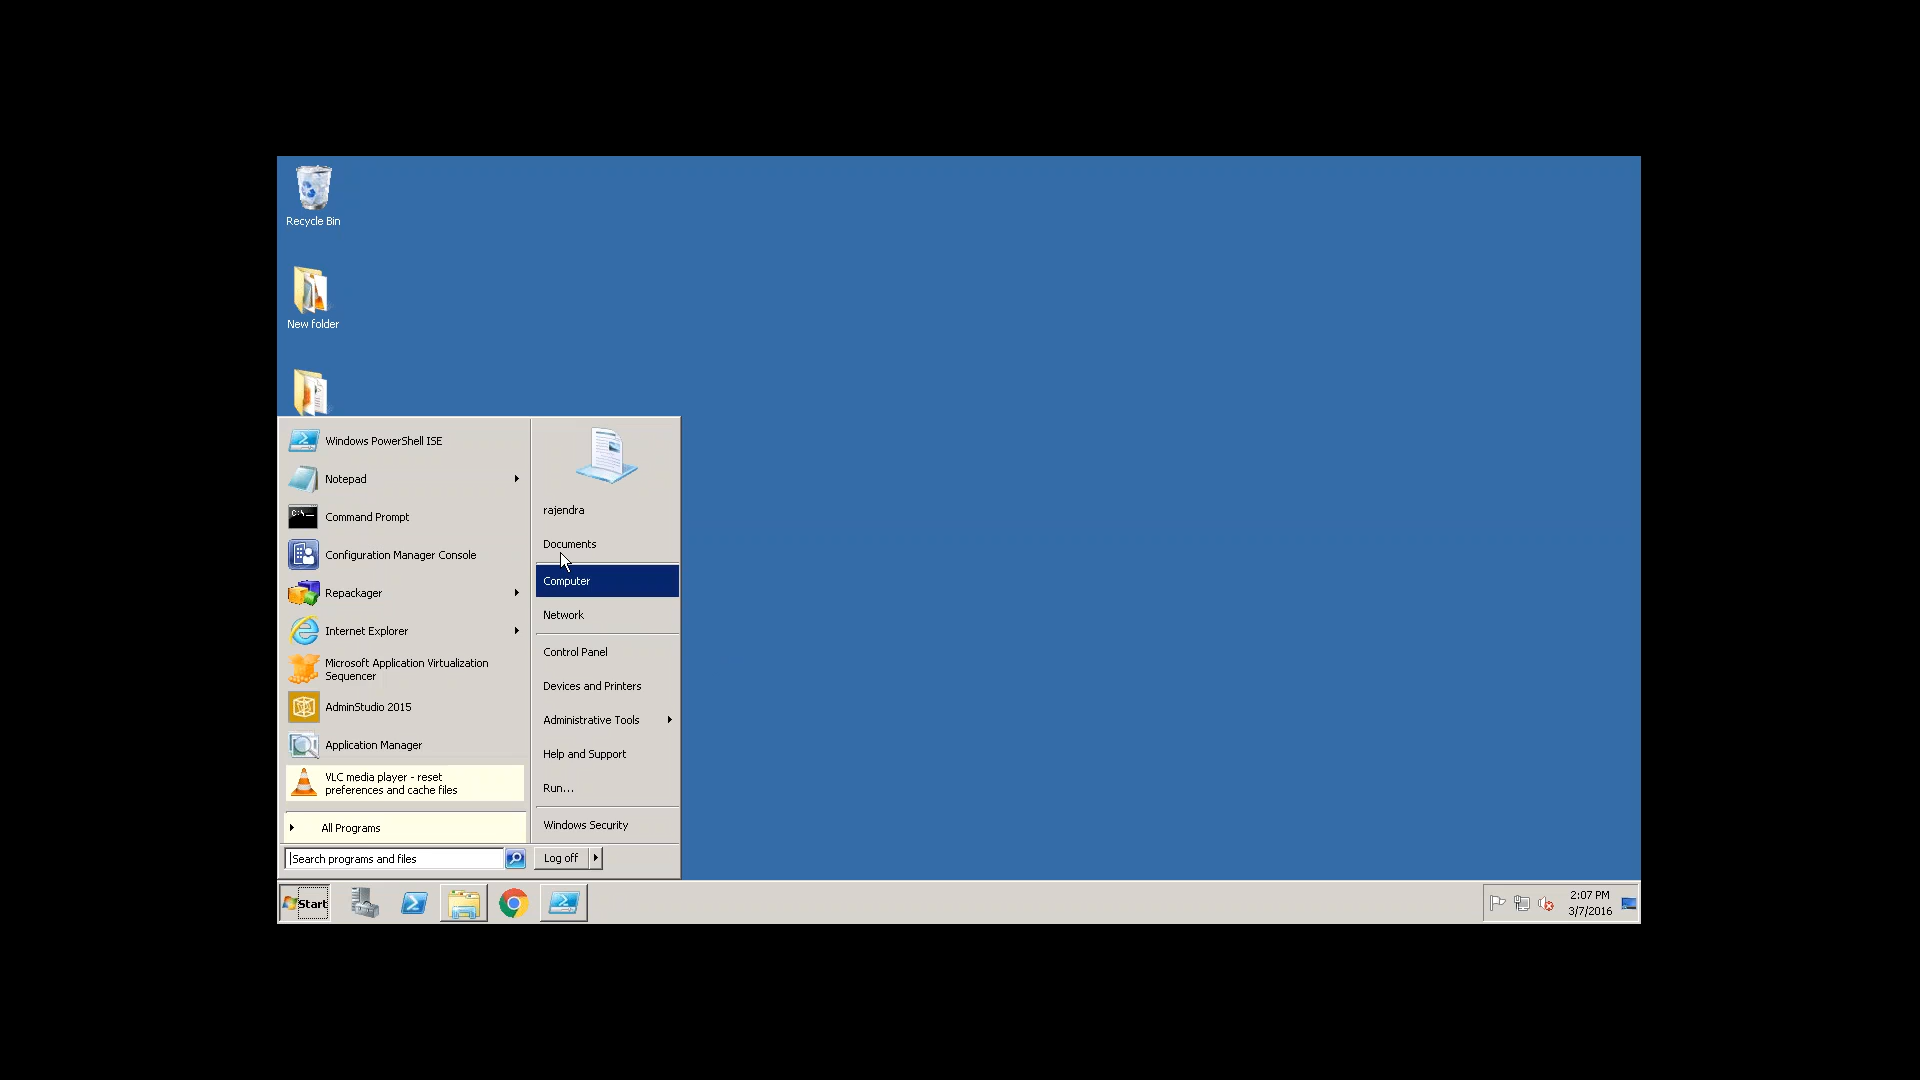 Recycle Bin
New folder
Windows PowerShell ISE
Notepad
Command Prompt
Configuration Manager Console
Repackager
Internet Explorer
Microsoft Application Virtualization
Sequencer
AdminStudio 2015
Application Manager
VLC media player - reset
preferences and cache files
All Programs
Search programs and files
rajendra
Documents
Computer
Network
Control Panel
Devices and Printers
Administrative Tools
Help and Support
Run...
Windows Security
Log off
Start
2:07 PM
3/7/2016